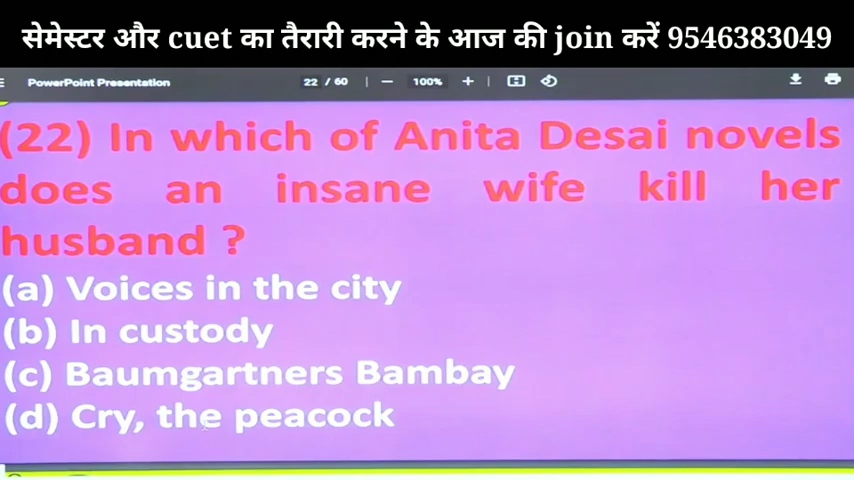 सेमेस्टर और cuet का तैरारी करने के आज की join करें 9546383049
PowerPoint Presentation 22 / 60 | − 100% + |
(22) In which of Anita Desai novels
does an insane wife kill her
husband ?
(a) Voices in the city
(b) In custody
(c) Baumgartners Bambay
(d) Cry, the peacock